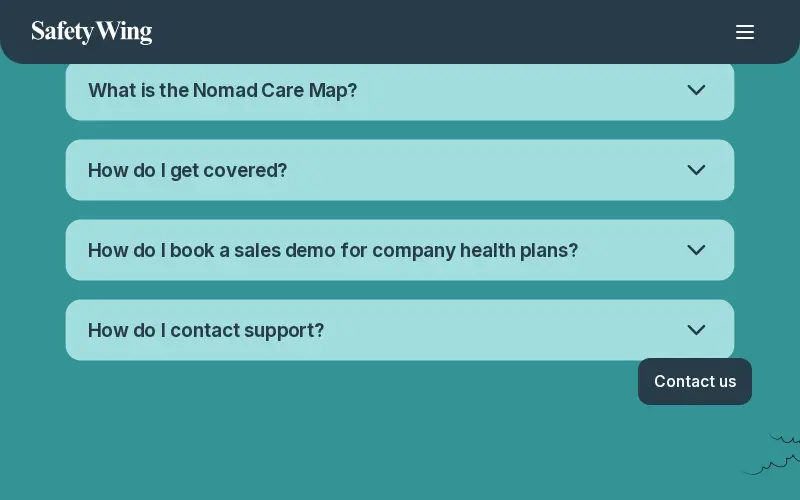 SafetyWing
What is the Nomad Care Map?
How do I get covered?
How do I book a sales demo for company health plans?
How do I contact support?
Contact us